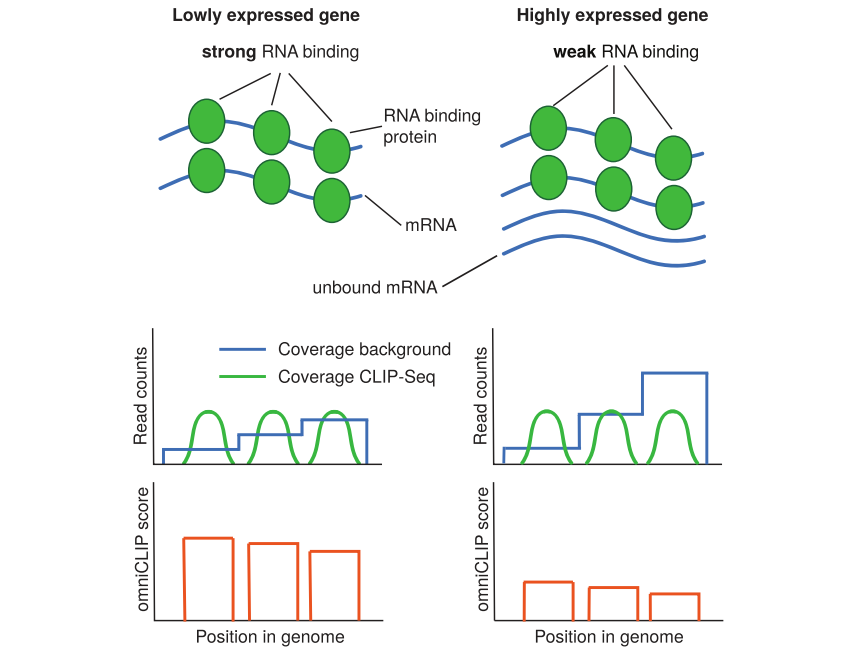 Lowly expressed gene
Highly expressed gene
strong RNA binding
weak RNA binding
RNA binding
protein
mRNA
unbound mRNA
Coverage background
Coverage CLIP-Seq
Read counts
Read counts
omniCLIP score
omniCLIP score
Position in genome
Position in genome